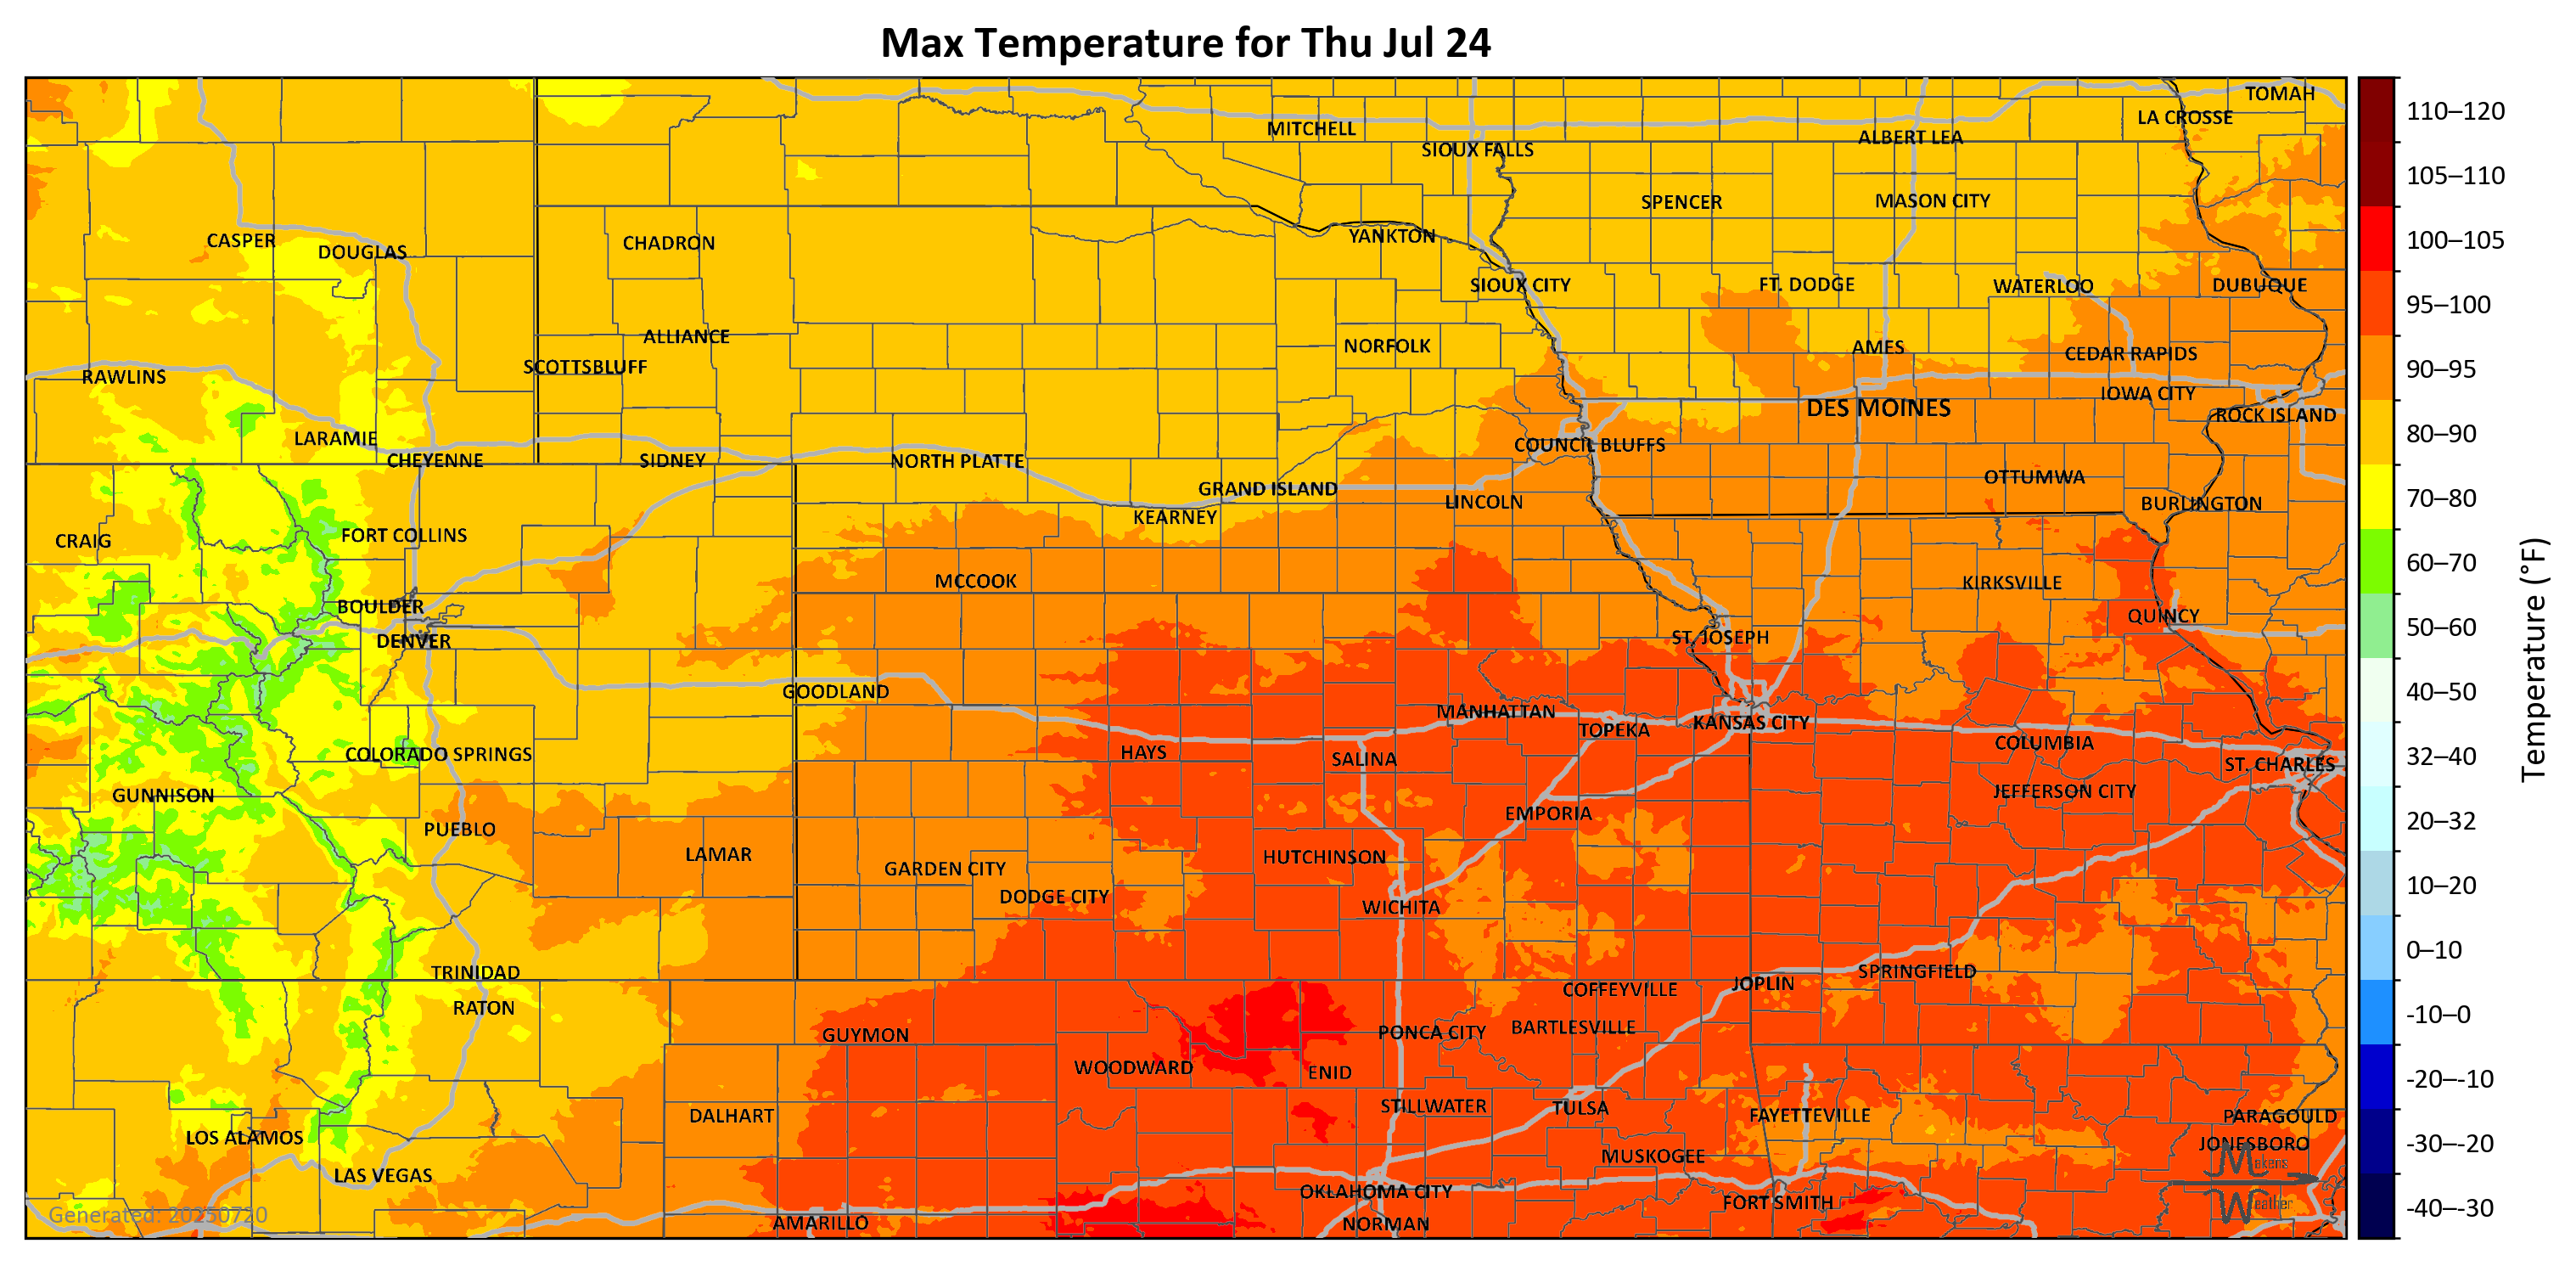 Max Temperature for Thu Jul 24
TOMAH
LA CROSSE
MITCHELL
ALBERT LEA
SIOUX FALLS
SPENCER
MASON CITY
CASPER
DOUGLAS
CHADRON
YANKTON
SIOUX CITY
FT. DODGE
WATERLOO
DUBUQUE
ALLIANCE
NORFOLK
AMES
CEDAR RAPIDS
SCOTTSBLUFF
RAWLINS
IOWA CITY
DES MOINES
ROCK ISLAND
LARAMIE
COUNCIL BLUFFS
CHEYENNE
SIDNEY
NORTH PLATTE
OTTUMWA
GRAND ISLAND
LINCOLN
BURLINGTON
KEARNEY
CRAIG
FORT COLLINS
MCCOOK
KIRKSVILLE
BOULDER
QUINCY
DENVER
ST. JOSEPH
GOODLAND
MANHATTAN
KANSAS CITY
TOPEKA
COLUMBIA
COLORADO SPRINGS
HAYS
SALINA
ST. CHARLES
GUNNISON
JEFFERSON CITY
EMPORIA
PUEBLO
LAMAR
HUTCHINSON
GARDEN CITY
DODGE CITY
WICHITA
TRINIDAD
SPRINGFIELD
JOPLIN
COFFEYVILLE
RATON
GUYMON
PONCA CITY
BARTLESVILLE
WOODWARD
ENID
STILLWATER
TULSA
DALHART
FAYETTEVILLE
PARAGOULD
LOS ALAMOS
JONESBORO
MUSKOGEE
LAS VEGAS
OKLAHOMA CITY
FORT SMITH
AMARILLO
NORMAN
Generated: 20250720
Makens
Weather
110–120
105–110
100–105
95–100
90–95
80–90
70–80
60–70
50–60
40–50
32–40
20–32
10–20
0–10
-10–0
-20–-10
-30–-20
-40–-30
Temperature (°F)